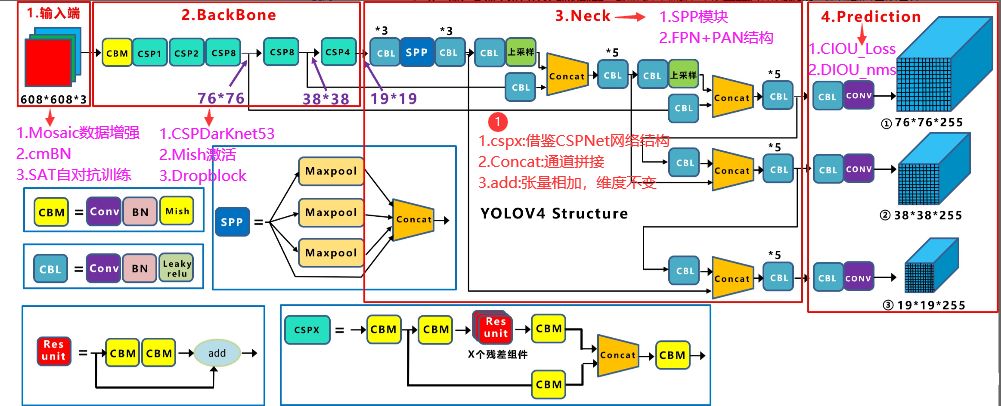 1.输入端
2.BackBone
3.Neck
1.SPP模块
2.FPN+PAN结构
4.Prediction
1.CIOU_Loss
2.DIOU_nms
608*608*3
CBM
CSP1
CSP2
CSP8
CSP8
CSP4
76*76
38*38
19*19
*3
*3
CBL
SPP
CBL
CBL
上采样
CBL
Concat
*5
CBL
CBL
上采样
CBL
Concat
*5
CBL
CBL
CONV
① 76*76*255
1.Mosaic数据增强
2.cmBN
3.SAT自对抗训练
1.CSPDarKnet53
2.Mish激活
3.Dropblock
1
1.cspx:借鉴CSPNet网络结构
2.Concat:通道拼接
3.add:张量相加，维度不变
YOLOV4 Structure
CBL
Concat
*5
CBL
CBL
CONV
② 38*38*255
CBL
Concat
*5
CBL
CBL
CONV
③ 19*19*255
CBM
=
Conv
BN
Mish
CBL
=
Conv
BN
Leaky
relu
SPP
=
Maxpool
Maxpool
Maxpool
Concat
Res
unit
=
CBM
CBM
add
CSPX
=
CBM
CBM
Res
unit
X个残差组件
CBM
CBM
Concat
CBM